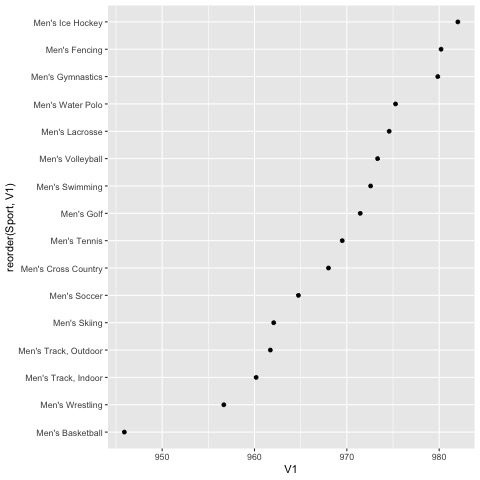 Men's Ice Hockey
Men's Fencing
Men's Gymnastics
Men's Water Polo
Men's Lacrosse
Men's Volleyball
Men's Swimming
Men's Golf
Men's Tennis
Men's Cross Country
Men's Soccer
Men's Skiing
Men's Track, Outdoor
Men's Track, Indoor
Men's Wrestling
Men's Basketball
reorder(Sport, V1)
950 960 970 980
V1